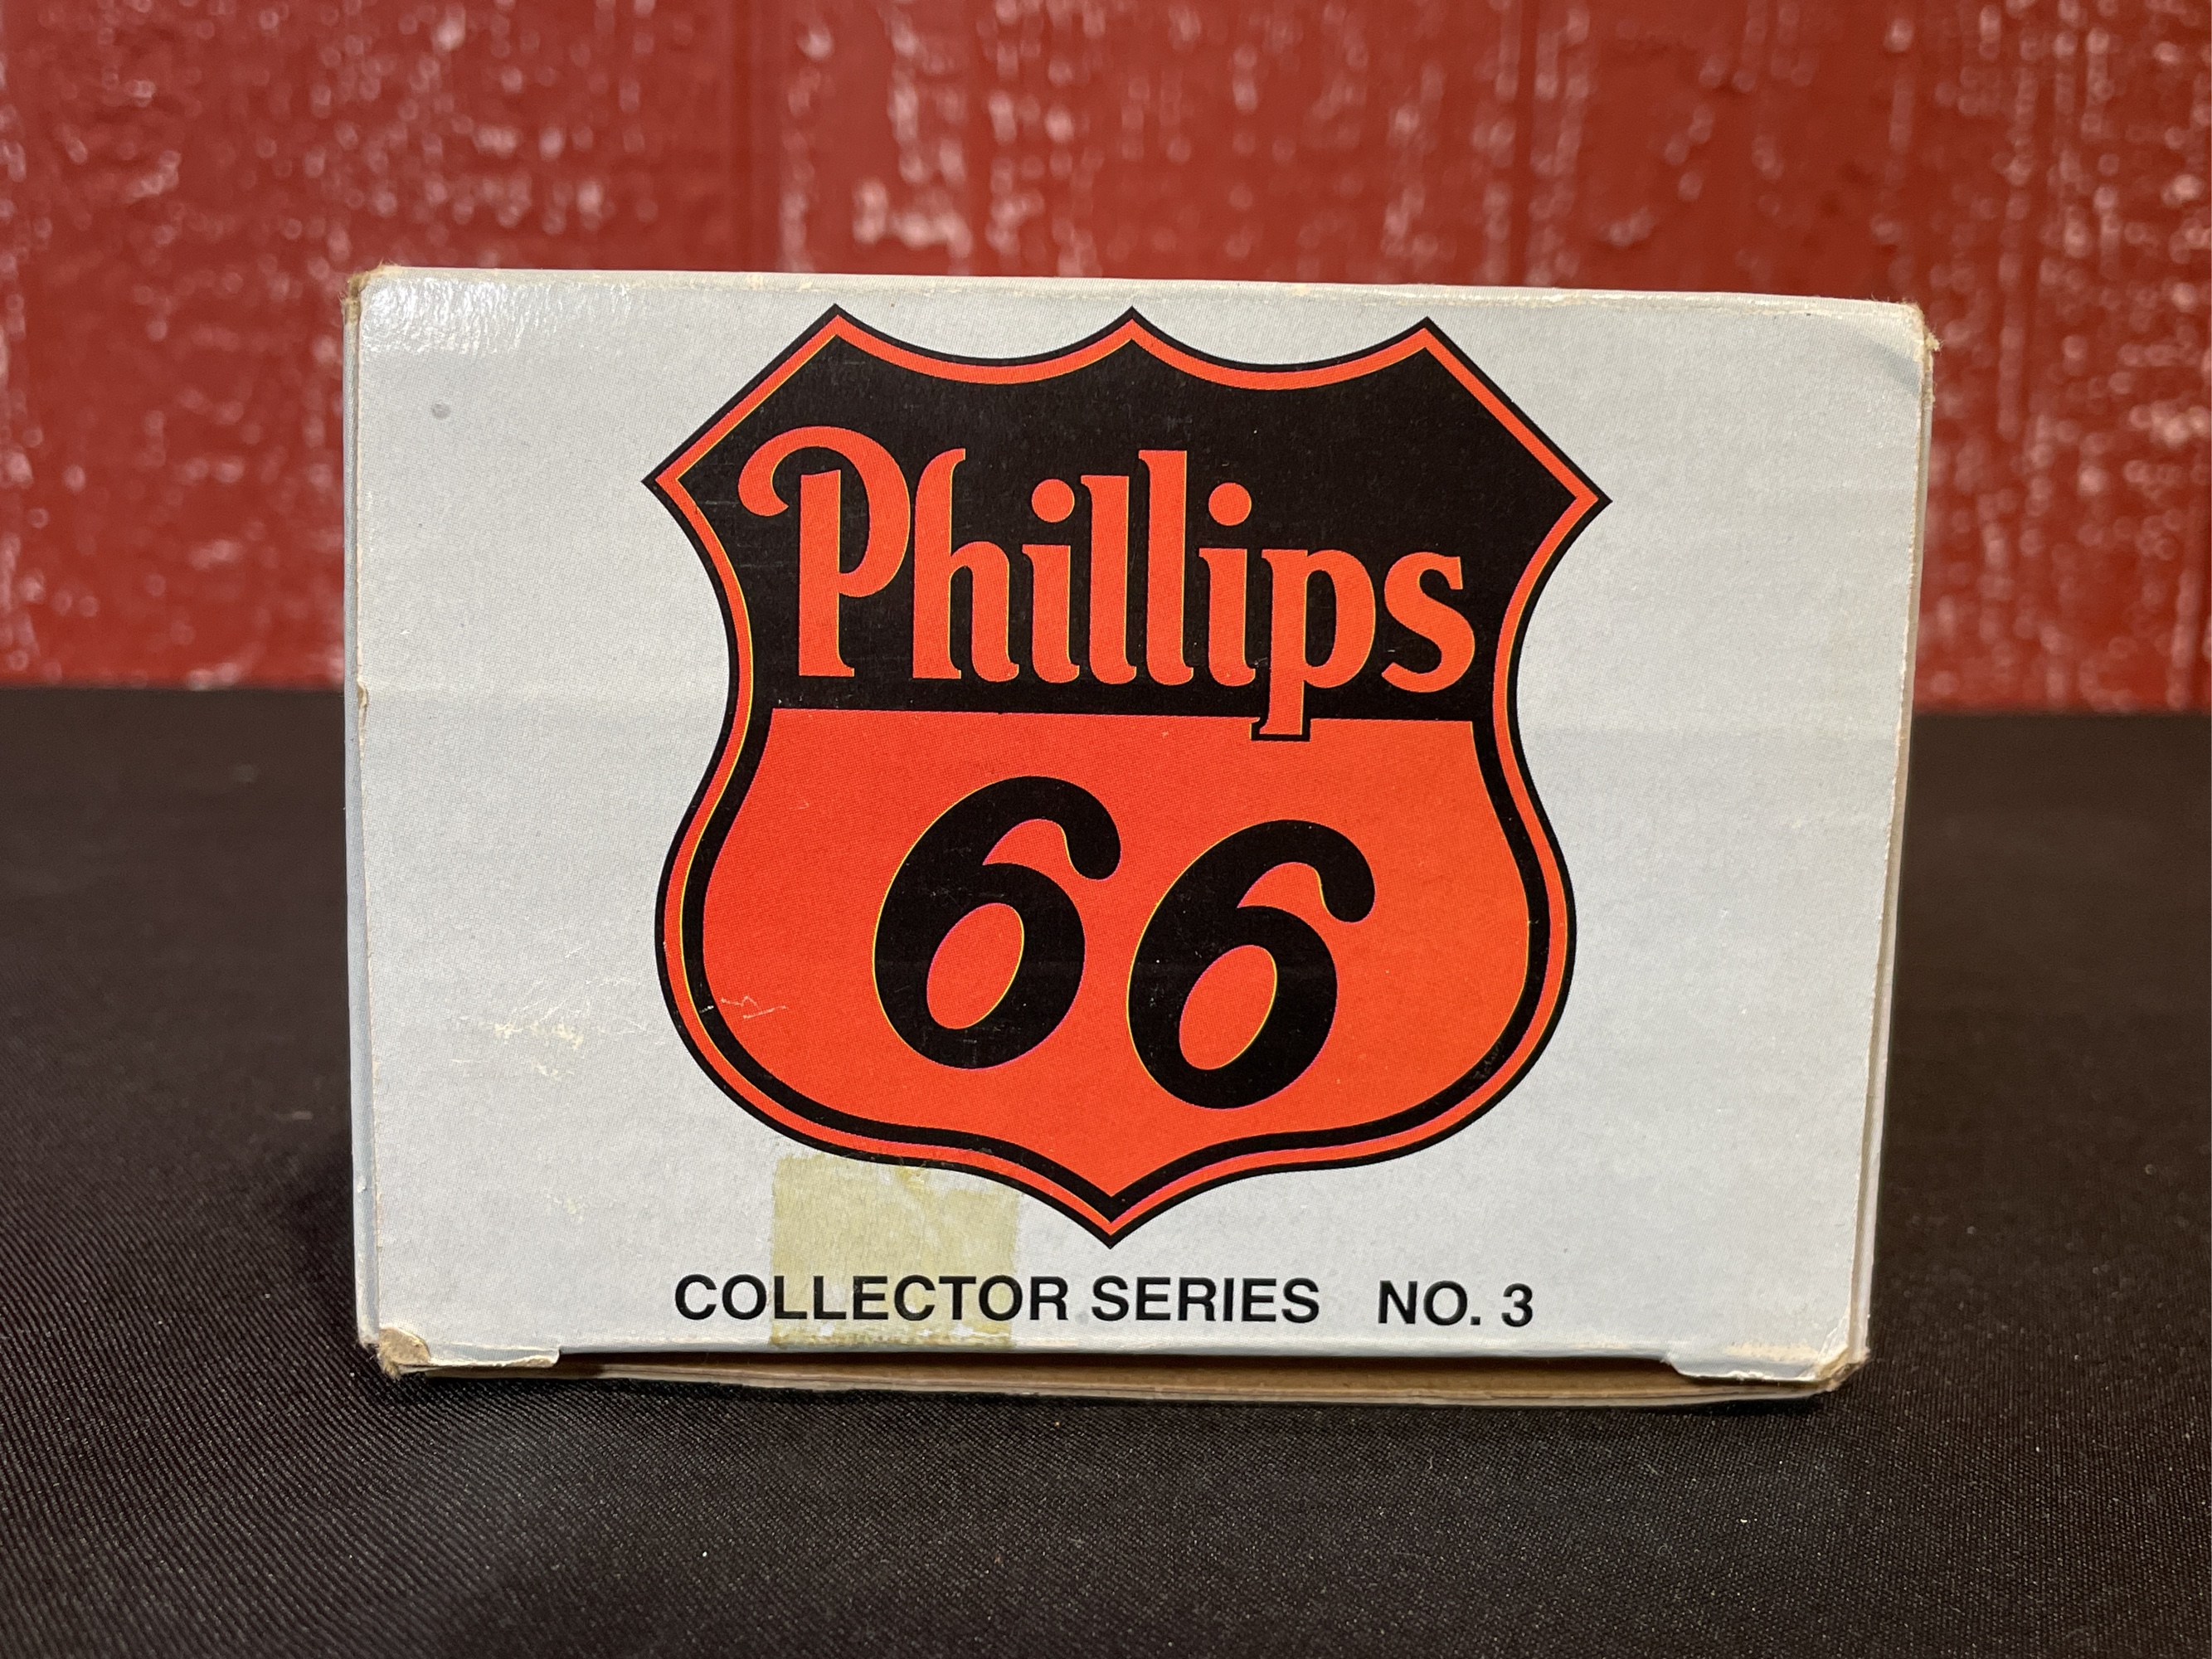 Phillips
66
COLLECTOR SERIES NO. 3